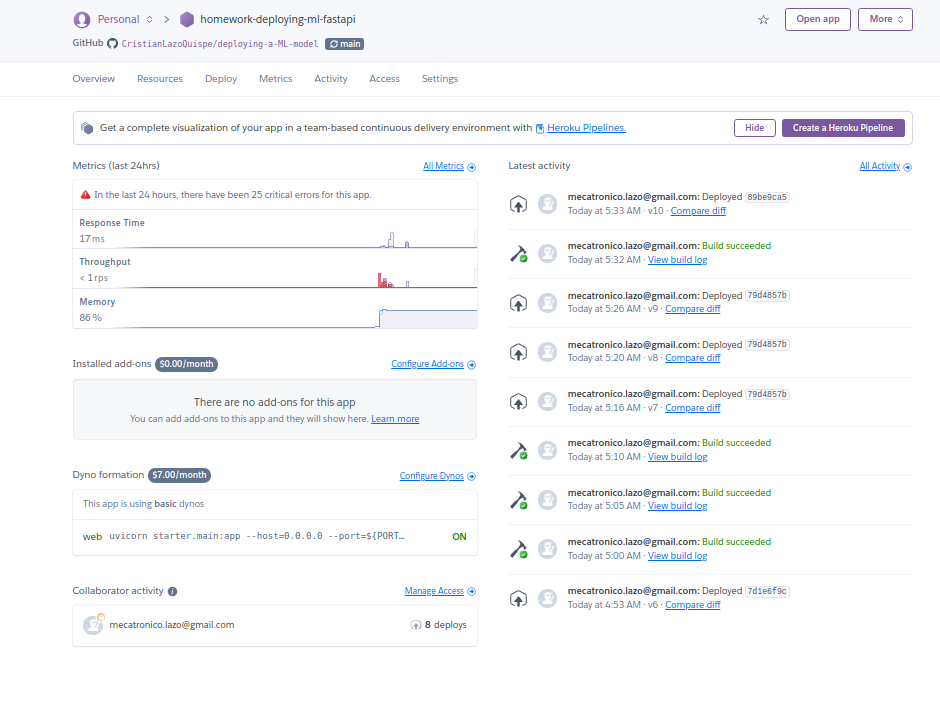 Personal homework-deploying-ml-fastapi
Open app
More
GitHub CristianLazoQuispe/deploying-a-ML-model main
Overview Resources Deploy Metrics Activity Access Settings
Get a complete visualization of your app in a team-based continuous delivery environment with Heroku Pipelines.
Hide
Create a Heroku Pipeline
Metrics (last 24hrs) All Metrics
In the last 24 hours, there have been 25 critical errors for this app.
Response Time
17 ms
Throughput
< 1 rps
Memory
86 %
Installed add-ons $0.00/month Configure Add-ons
There are no add-ons for this app
You can add add-ons to this app and they will show here. Learn more
Dyno formation $7.00/month Configure Dynos
This app is using basic dynos
web uvicorn starter.main:app --host=0.0.0.0 --port=${PORT… ON
Collaborator activity Manage Access
mecatronico.lazo@gmail.com 8 deploys
Latest activity All Activity
mecatronico.lazo@gmail.com: Deployed 89be9ca5
Today at 5:33 AM · v10 · Compare diff
mecatronico.lazo@gmail.com: Build succeeded
Today at 5:32 AM · View build log
mecatronico.lazo@gmail.com: Deployed 79d4857b
Today at 5:26 AM · v9 · Compare diff
mecatronico.lazo@gmail.com: Deployed 79d4857b
Today at 5:20 AM · v8 · Compare diff
mecatronico.lazo@gmail.com: Deployed 79d4857b
Today at 5:16 AM · v7 · Compare diff
mecatronico.lazo@gmail.com: Build succeeded
Today at 5:10 AM · View build log
mecatronico.lazo@gmail.com: Build succeeded
Today at 5:05 AM · View build log
mecatronico.lazo@gmail.com: Build succeeded
Today at 5:00 AM · View build log
mecatronico.lazo@gmail.com: Deployed 7d1e6f9c
Today at 4:53 AM · v6 · Compare diff